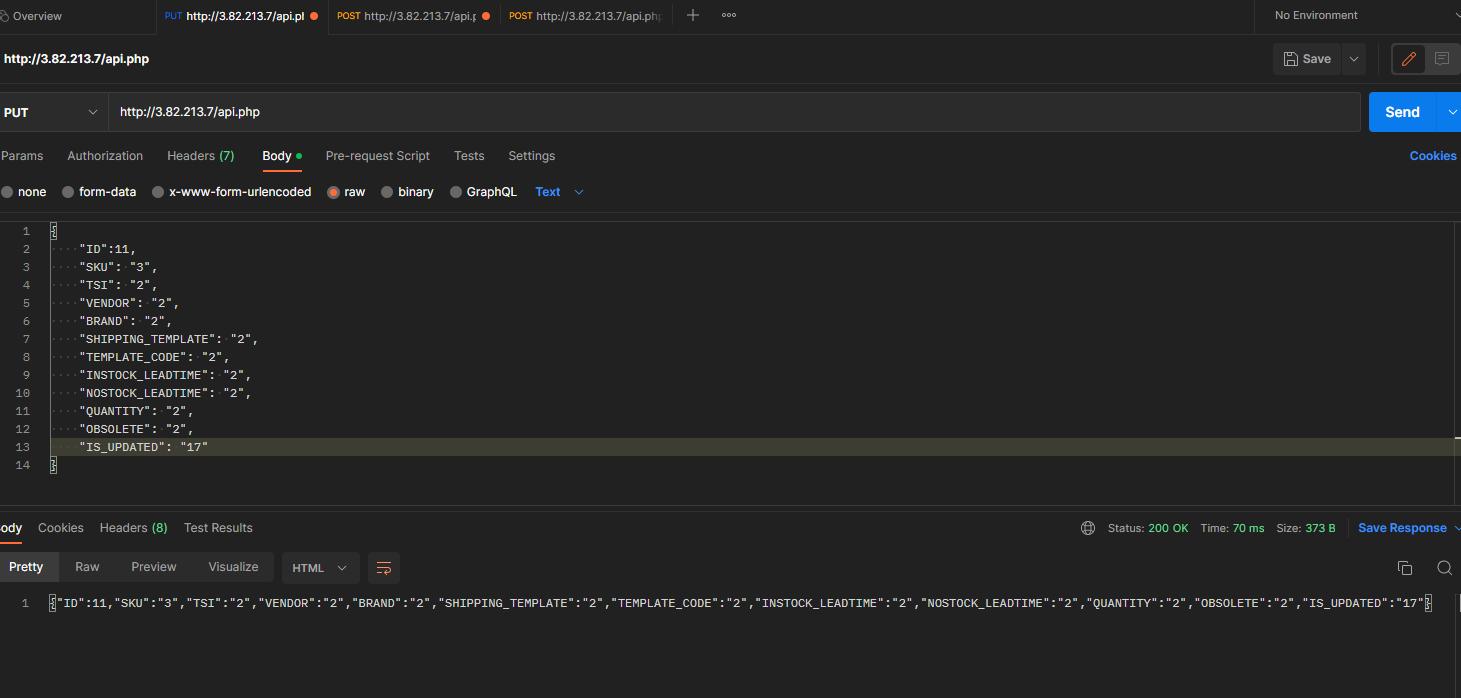 Overview PUT http://3.82.213.7/api.pl POST http://3.82.213.7/api.p POST http://3.82.213.7/api.php No Environment
http://3.82.213.7/api.php Save
PUT http://3.82.213.7/api.php Send
Params Authorization Headers (7) Body Pre-request Script Tests Settings Cookies
none form-data x-www-form-urlencoded raw binary GraphQL Text
1 {
2 "ID":11,
3 "SKU": "3",
4 "TSI": "2",
5 "VENDOR": "2",
6 "BRAND": "2",
7 "SHIPPING_TEMPLATE": "2",
8 "TEMPLATE_CODE": "2",
9 "INSTOCK_LEADTIME": "2",
10 "NOSTOCK_LEADTIME": "2",
11 "QUANTITY": "2",
12 "OBSOLETE": "2",
13 "IS_UPDATED": "17"
14 }
ody Cookies Headers (8) Test Results Status: 200 OK Time: 70 ms Size: 373 B Save Response
Pretty Raw Preview Visualize HTML
1 {"ID":11,"SKU":"3","TSI":"2","VENDOR":"2","BRAND":"2","SHIPPING_TEMPLATE":"2","TEMPLATE_CODE":"2","INSTOCK_LEADTIME":"2","NOSTOCK_LEADTIME":"2","QUANTITY":"2","OBSOLETE":"2","IS_UPDATED":"17"}